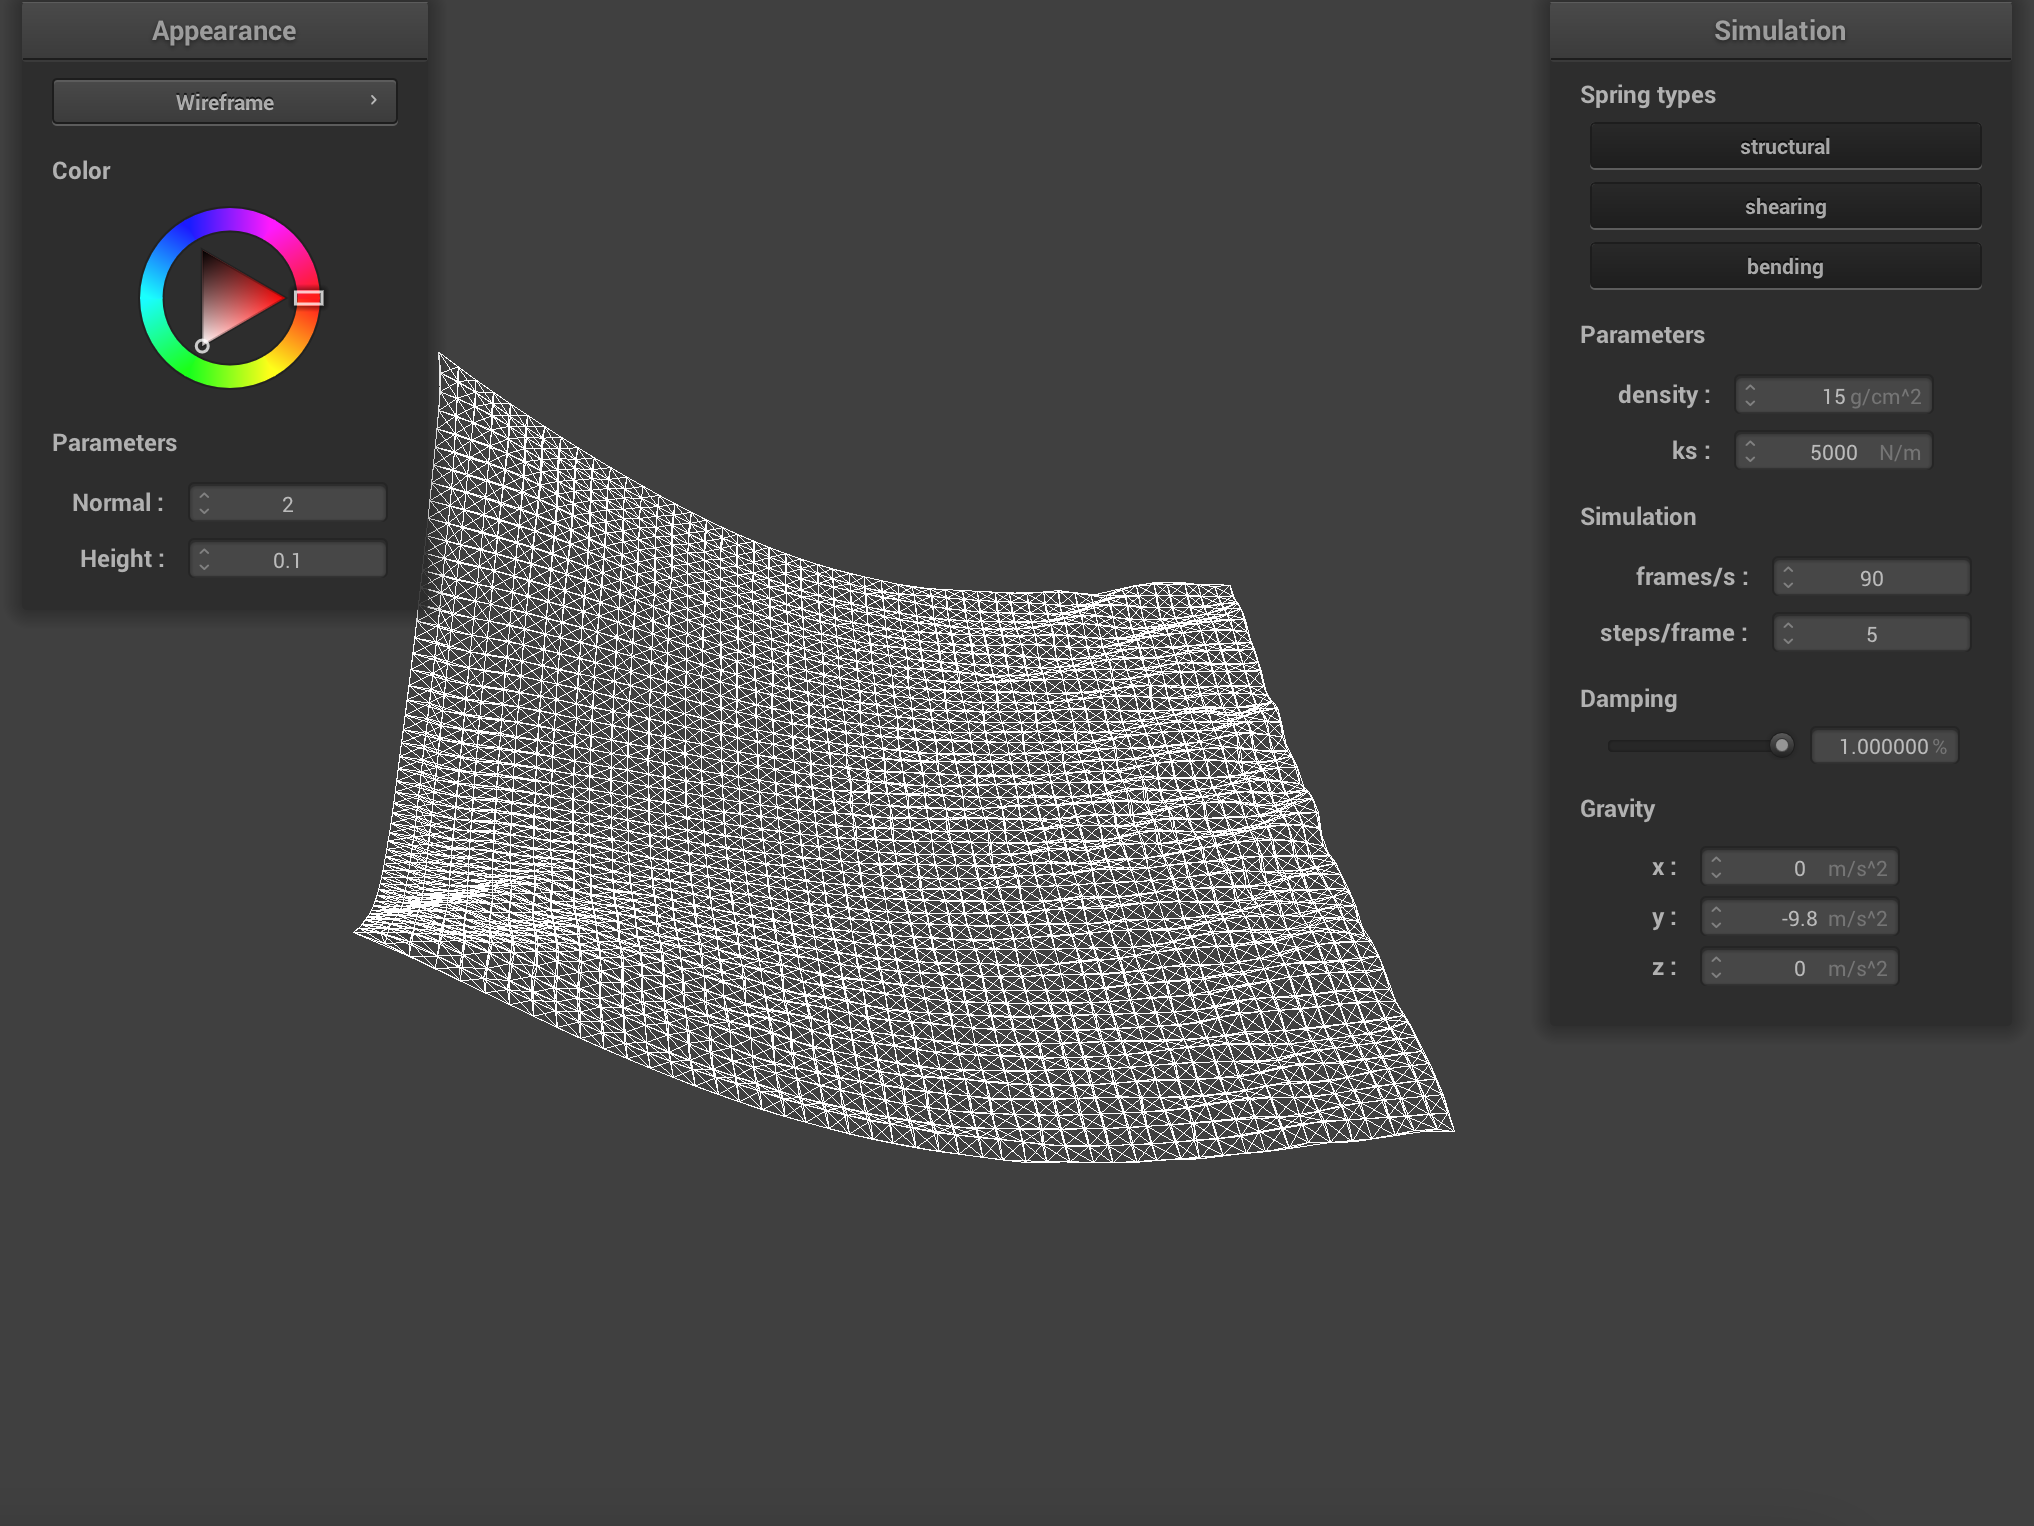 Appearance
Wireframe
Color
Parameters
Normal : 2
Height : 0.1
Simulation
Spring types
structural
shearing
bending
Parameters
density : 15 g/cm^2
ks : 5000 N/m
Simulation
frames/s : 90
steps/frame : 5
Damping
1.000000 %
Gravity
x : 0 m/s^2
y : -9.8 m/s^2
z : 0 m/s^2